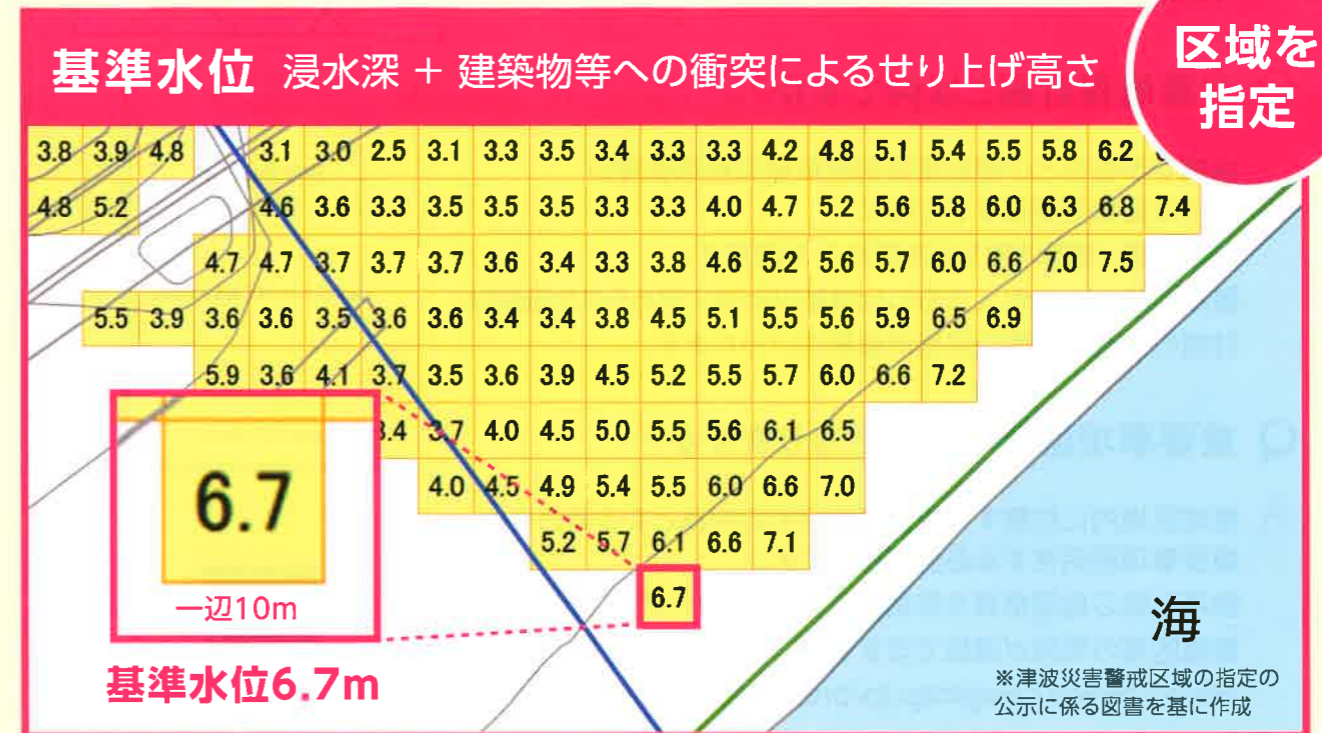 基準水位 浸水深 + 建築物等への衝突によるせり上げ高さ
区域を
指定
3.8 3.9 4.8 3.1 3.0 2.5 3.1 3.3 3.5 3.4 3.3 3.3 4.2 4.8 5.1 5.4 5.5 5.8 6.2
4.8 5.2 4.6 3.6 3.3 3.5 3.5 3.5 3.3 3.3 4.0 4.7 5.2 5.6 5.8 6.0 6.3 6.8 7.4
4.7 4.7 3.7 3.7 3.7 3.6 3.4 3.3 3.8 4.6 5.2 5.6 5.7 6.0 6.6 7.0 7.5
5.5 3.9 3.6 3.6 3.5 3.6 3.6 3.4 3.4 3.8 4.5 5.1 5.5 5.6 5.9 6.5 6.9
5.9 3.6 4.1 3.7 3.5 3.6 3.9 4.5 5.2 5.5 5.7 6.0 6.6 7.2
3.4 3.7 4.0 4.5 5.0 5.5 5.6 6.1 6.5
4.0 4.5 4.9 5.4 5.5 6.0 6.6 7.0
5.2 5.7 6.1 6.6 7.1
6.7
6.7
一辺10m
基準水位6.7m
海
※津波災害警戒区域の指定の
公示に係る図書を基に作成